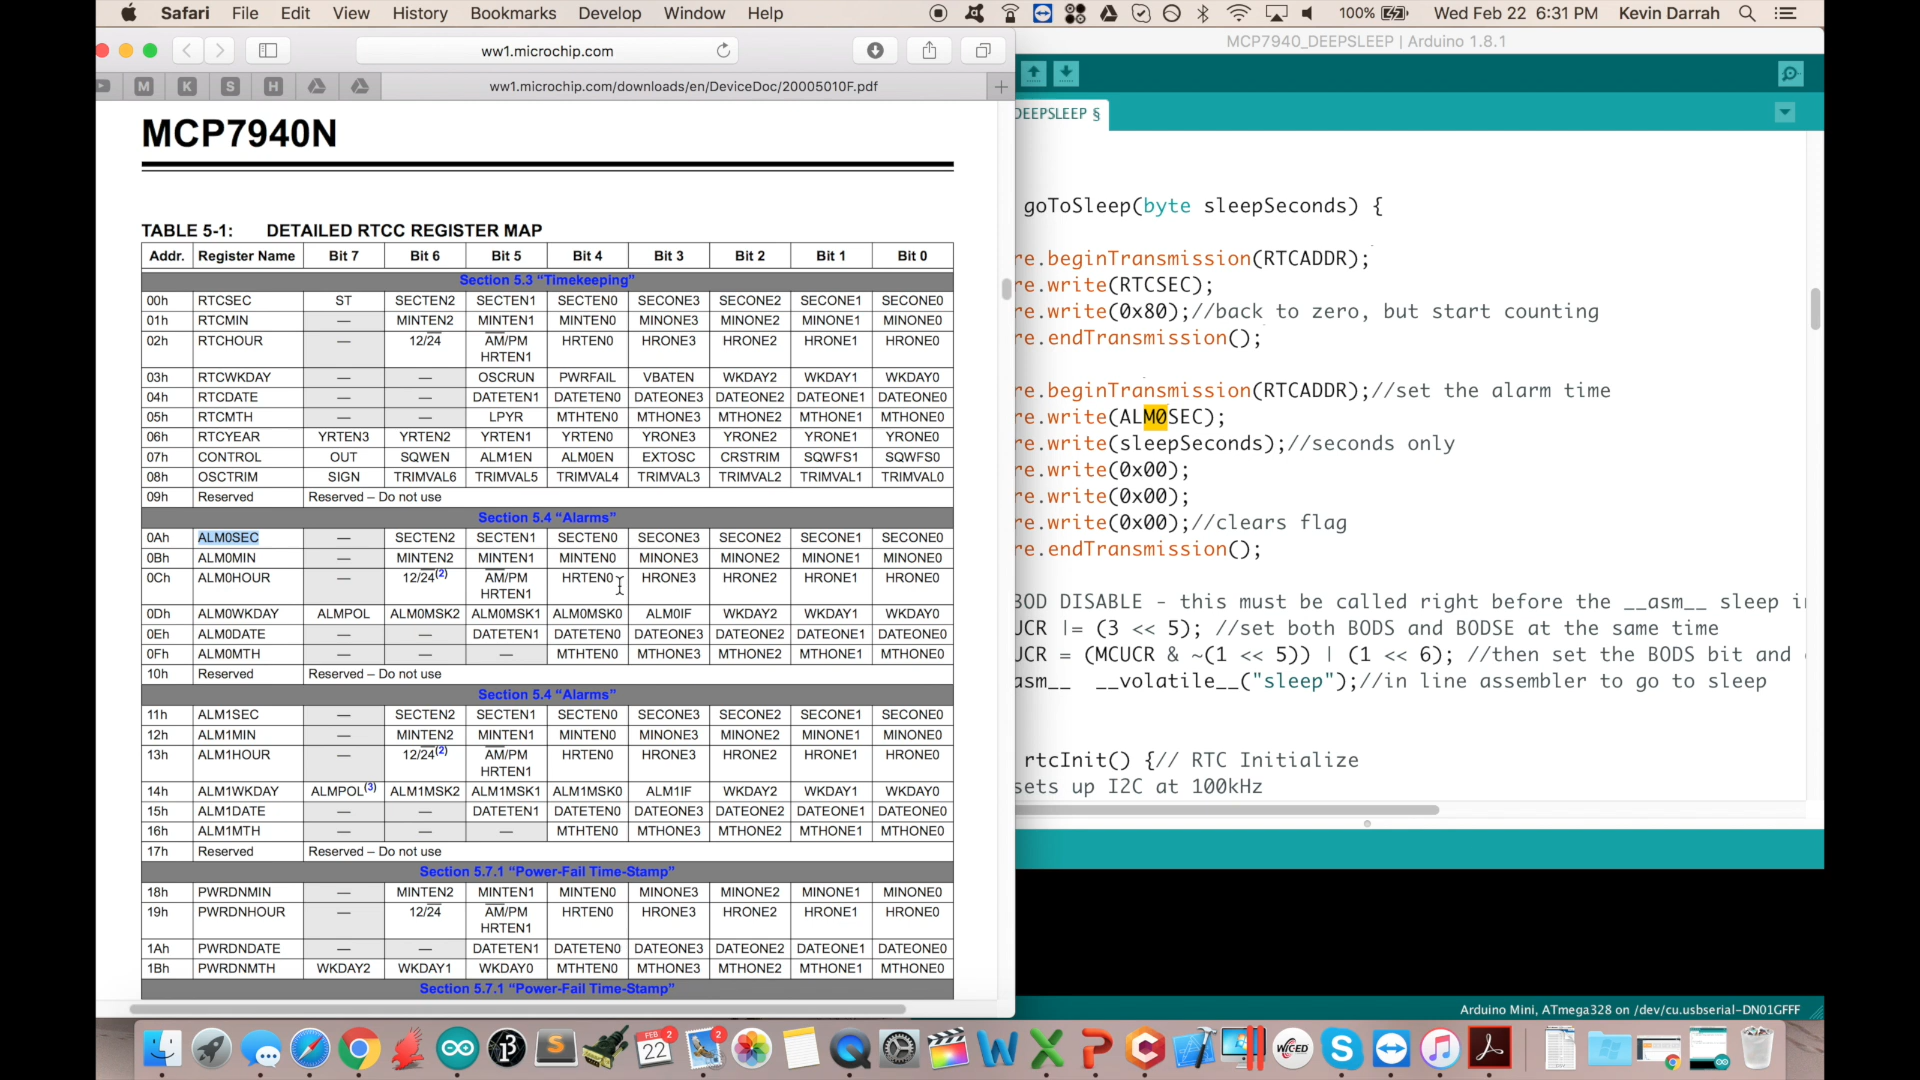 Safari File Edit View History Bookmarks Develop Window Help 100% Wed Feb 22 6:31 PM Kevin Darrah
ww1.microchip.com
M K S H ww1.microchip.com/downloads/en/DeviceDoc/20005010F.pdf
MCP7940N
TABLE 5-1: DETAILED RTCC REGISTER MAP
Addr. Register Name Bit 7 Bit 6 Bit 5 Bit 4 Bit 3 Bit 2 Bit 1 Bit 0
Section 5.3 “Timekeeping”
00h RTCSEC ST SECTEN2 SECTEN1 SECTEN0 SECONE3 SECONE2 SECONE1 SECONE0
01h RTCMIN — MINTEN2 MINTEN1 MINTEN0 MINONE3 MINONE2 MINONE1 MINONE0
02h RTCHOUR — 12/24 AM/PM HRTEN0 HRONE3 HRONE2 HRONE1 HRONE0
HRTEN1
03h RTCWKDAY — — OSCRUN PWRFAIL VBATEN WKDAY2 WKDAY1 WKDAY0
04h RTCDATE — — DATETEN1 DATETEN0 DATEONE3 DATEONE2 DATEONE1 DATEONE0
05h RTCMTH — — LPYR MTHTEN0 MTHONE3 MTHONE2 MTHONE1 MTHONE0
06h RTCYEAR YRTEN3 YRTEN2 YRTEN1 YRTEN0 YRONE3 YRONE2 YRONE1 YRONE0
07h CONTROL OUT SQWEN ALM1EN ALM0EN EXTOSC CRSTRIM SQWFS1 SQWFS0
08h OSCTRIM SIGN TRIMVAL6 TRIMVAL5 TRIMVAL4 TRIMVAL3 TRIMVAL2 TRIMVAL1 TRIMVAL0
09h Reserved Reserved – Do not use
Section 5.4 “Alarms”
0Ah ALM0SEC — SECTEN2 SECTEN1 SECTEN0 SECONE3 SECONE2 SECONE1 SECONE0
0Bh ALM0MIN — MINTEN2 MINTEN1 MINTEN0 MINONE3 MINONE2 MINONE1 MINONE0
0Ch ALM0HOUR — 12/24(2) AM/PM HRTEN0 HRONE3 HRONE2 HRONE1 HRONE0
HRTEN1
0Dh ALM0WKDAY ALMPOL ALM0MSK2 ALM0MSK1 ALM0MSK0 ALM0IF WKDAY2 WKDAY1 WKDAY0
0Eh ALM0DATE — — DATETEN1 DATETEN0 DATEONE3 DATEONE2 DATEONE1 DATEONE0
0Fh ALM0MTH — — — MTHTEN0 MTHONE3 MTHONE2 MTHONE1 MTHONE0
10h Reserved Reserved – Do not use
Section 5.4 “Alarms”
11h ALM1SEC — SECTEN2 SECTEN1 SECTEN0 SECONE3 SECONE2 SECONE1 SECONE0
12h ALM1MIN — MINTEN2 MINTEN1 MINTEN0 MINONE3 MINONE2 MINONE1 MINONE0
13h ALM1HOUR — 12/24(2) AM/PM HRTEN0 HRONE3 HRONE2 HRONE1 HRONE0
HRTEN1
14h ALM1WKDAY ALMPOL(3) ALM1MSK2 ALM1MSK1 ALM1MSK0 ALM1IF WKDAY2 WKDAY1 WKDAY0
15h ALM1DATE — — DATETEN1 DATETEN0 DATEONE3 DATEONE2 DATEONE1 DATEONE0
16h ALM1MTH — — — MTHTEN0 MTHONE3 MTHONE2 MTHONE1 MTHONE0
17h Reserved Reserved – Do not use
Section 5.7.1 “Power-Fail Time-Stamp”
18h PWRDNMIN — MINTEN2 MINTEN1 MINTEN0 MINONE3 MINONE2 MINONE1 MINONE0
19h PWRDNHOUR — 12/24 AM/PM HRTEN0 HRONE3 HRONE2 HRONE1 HRONE0
HRTEN1
1Ah PWRDNDATE — — DATETEN1 DATETEN0 DATEONE3 DATEONE2 DATEONE1 DATEONE0
1Bh PWRDNMTH WKDAY2 WKDAY1 WKDAY0 MTHTEN0 MTHONE3 MTHONE2 MTHONE1 MTHONE0
Section 5.7.1 “Power-Fail Time-Stamp”
MCP7940_DEEPSLEEP | Arduino 1.8.1
DEEPSLEEP §
goToSleep(byte sleepSeconds) {
re.beginTransmission(RTCADDR);
re.write(RTCSEC);
re.write(0x80);//back to zero, but start counting
re.endTransmission();
re.beginTransmission(RTCADDR);//set the alarm time
re.write(ALM0SEC);
re.write(sleepSeconds);//seconds only
re.write(0x00);
re.write(0x00);
re.write(0x00);//clears flag
re.endTransmission();
BOD DISABLE - this must be called right before the __asm__ sleep i
UCR |= (3 << 5); //set both BODS and BODSE at the same time
UCR = (MCUCR & ~(1 << 5)) | (1 << 6); //then set the BODS bit and
asm__ __volatile__("sleep");//in line assembler to go to sleep
rtcInit() {// RTC Initialize
sets up I2C at 100kHz
Arduino Mini, ATmega328 on /dev/cu.usbserial-DN01GFFF
FEB 22 2 2 WICED